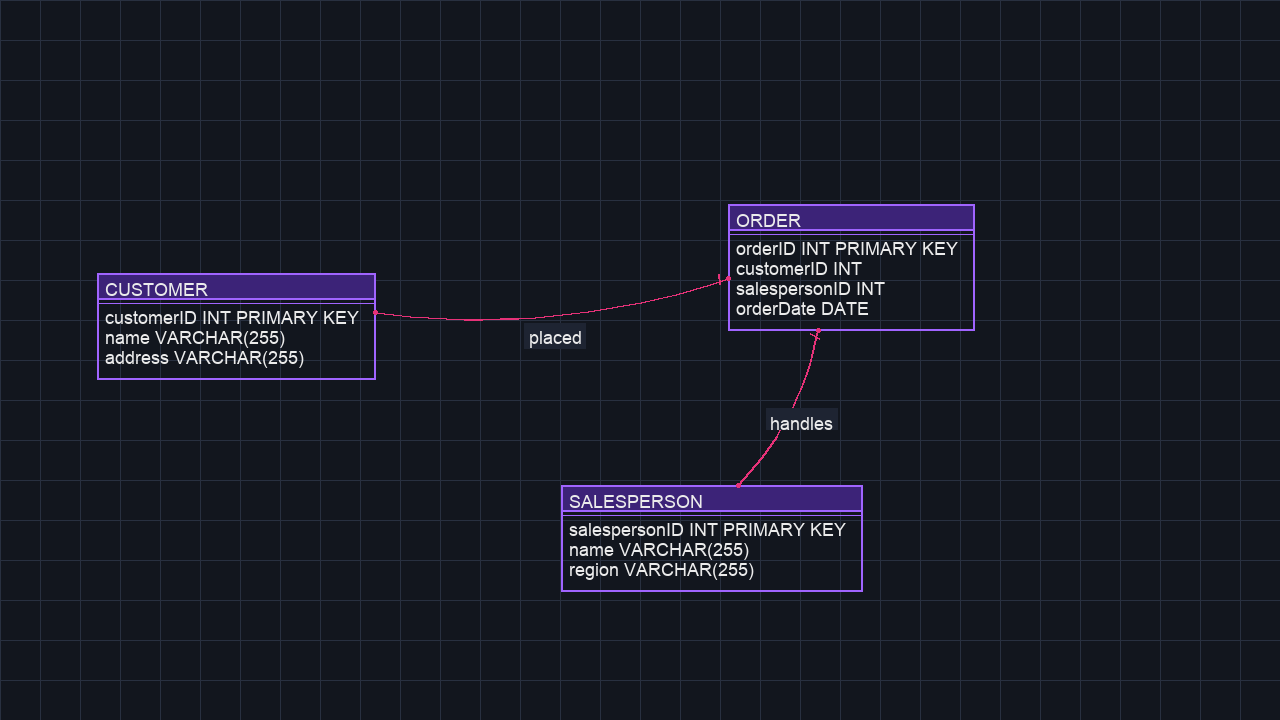 ORDER
orderID INT PRIMARY KEY
customerID INT
salespersonID INT
orderDate DATE
CUSTOMER
customerID INT PRIMARY KEY
name VARCHAR(255)
address VARCHAR(255)
placed
handles
SALESPERSON
salespersonID INT PRIMARY KEY
name VARCHAR(255)
region VARCHAR(255)